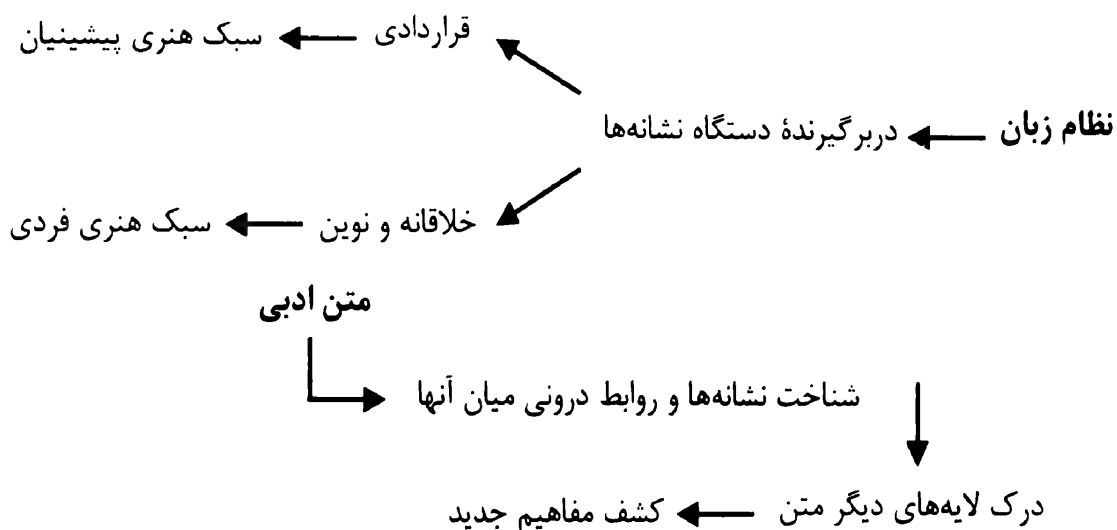 قراردادی سبک هنری پیشینیان
نظام زبان دربرگیرندهٔ دستگاه نشانه‌ها
خلاقانه و نوین سبک هنری فردی
متن ادبی
شناخت نشانه‌ها و روابط درونی میان آنها
درک لایه‌های دیگر متن کشف مفاهیم جدید